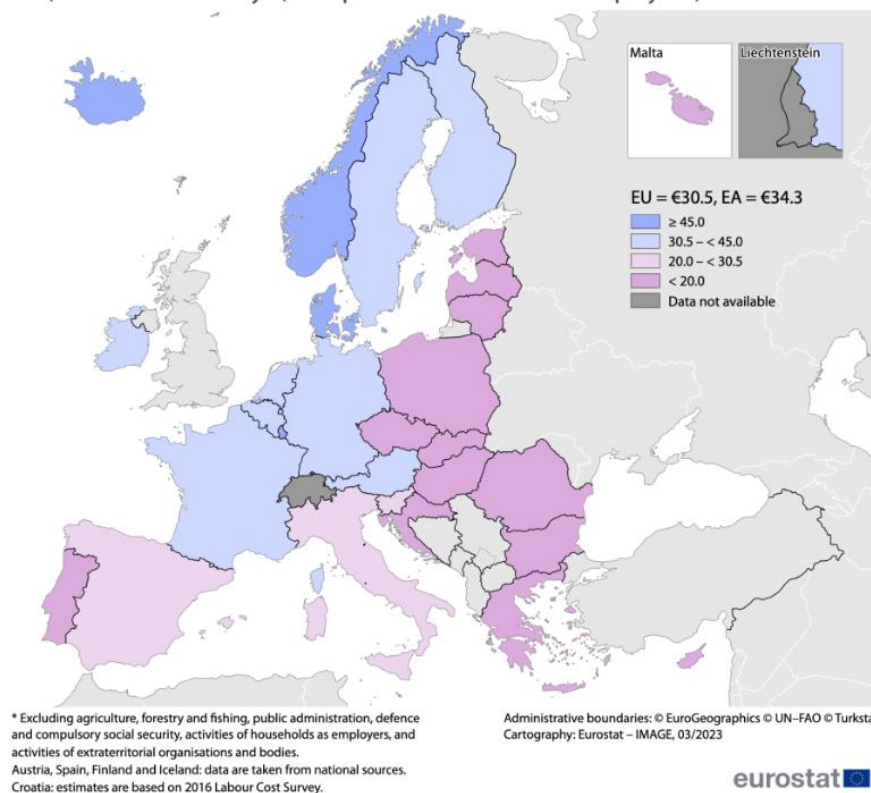 Malta
Liechtenstein
EU = €30.5, EA = €34.3
≥ 45.0
30.5 – < 45.0
20.0 – < 30.5
< 20.0
Data not available
* Excluding agriculture, forestry and fishing, public administration, defence
and compulsory social security, activities of households as employers, and
activities of extraterritorial organisations and bodies.
Austria, Spain, Finland and Iceland: data are taken from national sources.
Croatia: estimates are based on 2016 Labour Cost Survey.
Administrative boundaries: © EuroGeographics © UN–FAO © Turksta
Cartography: Eurostat – IMAGE, 03/2023
eurostat